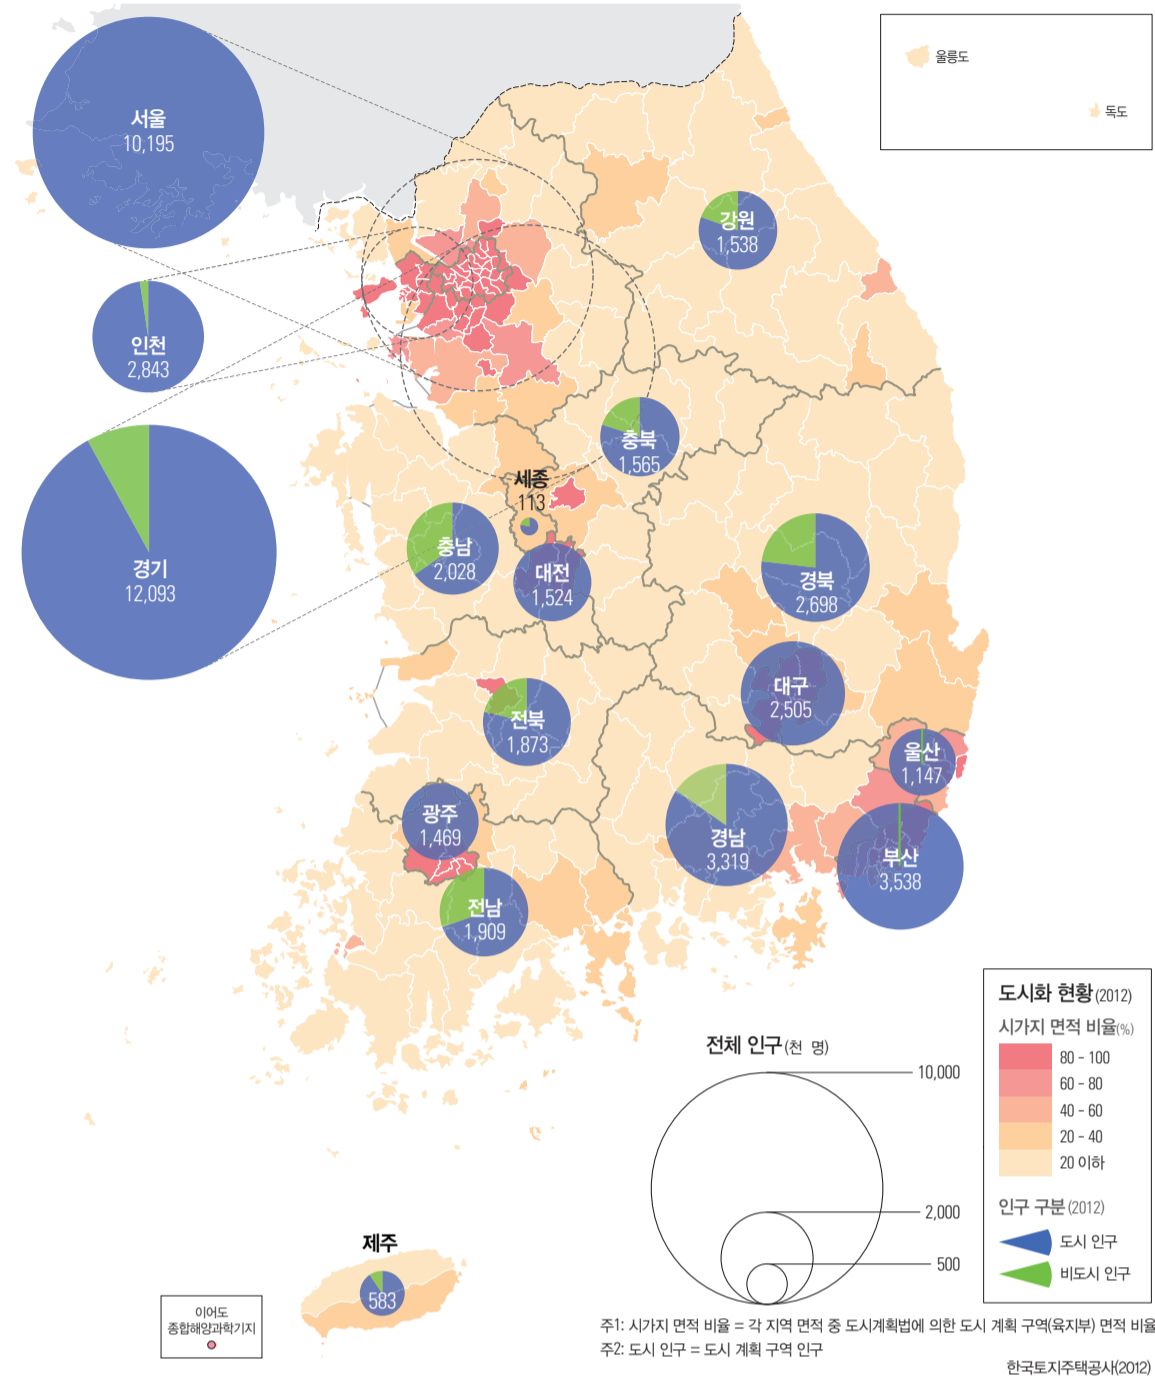 울릉도
독도
서울
10,195
강원
1,538
인천
2,843
충북
1,565
세종
113
경기
12,093
충남
2,028
대전
1,524
경북
2,698
대구
2,505
전북
1,873
울산
1,147
광주
1,469
경남
3,319
부산
3,538
전남
1,909
제주
583
이어도
종합해양과학기지
전체 인구(천 명)
10,000
2,000
500
도시화 현황(2012)
시가지 면적 비율(%)
80 - 100
60 - 80
40 - 60
20 - 40
20 이하
인구 구분(2012)
도시 인구
비도시 인구
주1: 시가지 면적 비율 = 각 지역 면적 중 도시계획법에 의한 도시 계획 구역(육지부) 면적 비율
주2: 도시 인구 = 도시 계획 구역 인구
한국토지주택공사(2012)